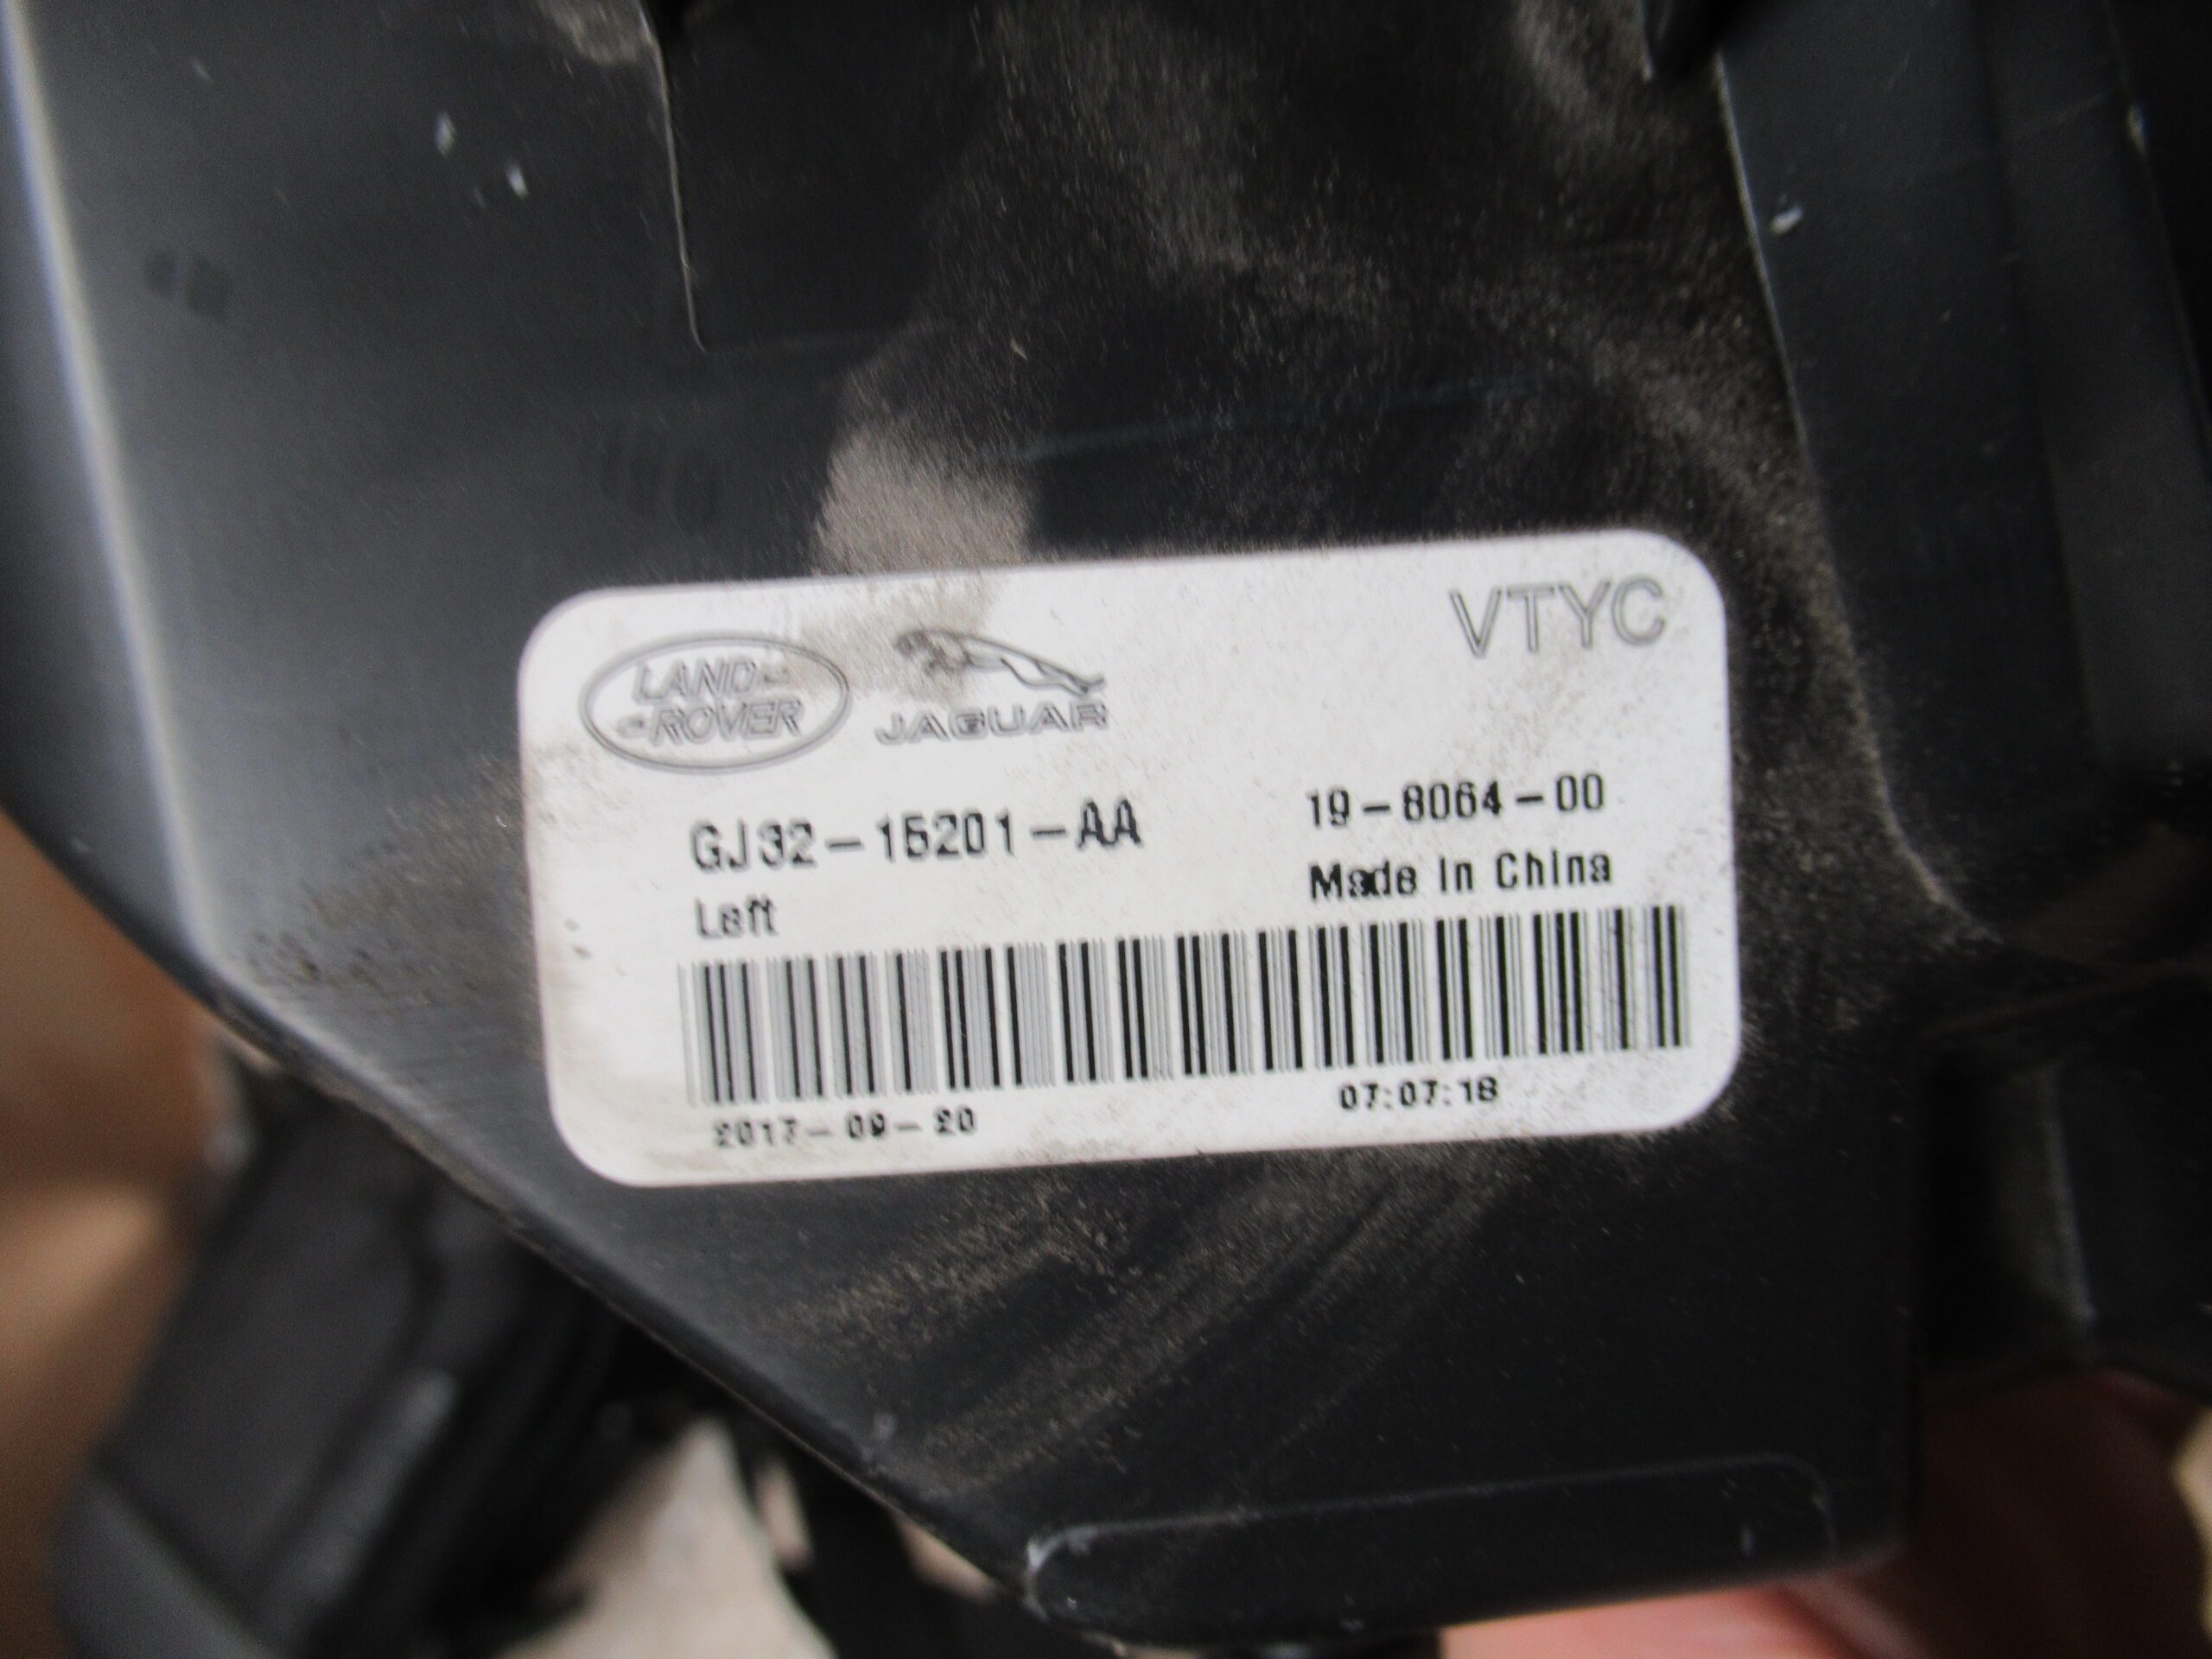 LAND-
-ROVER
JAGUAR
VTYC
GJ32-15201-AA
19-8064-00
Left
Made In China
2017-09-20
07:07:18